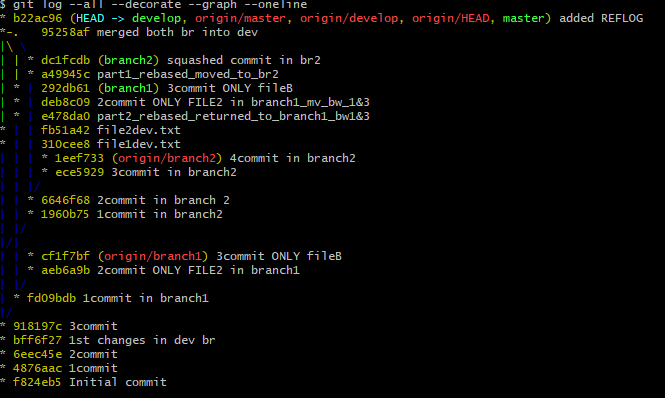 $ git log --all --decorate --graph --oneline
* b22ac96 (HEAD -> develop, origin/master, origin/develop, origin/HEAD, master) added REFLOG
*-.   95258af merged both br into dev
|\ \
| | * dc1fcdb (branch2) squashed commit in br2
| | * a49945c part1_rebased_moved_to_br2
| * | 292db61 (branch1) 3commit ONLY fileB
| * | deb8c09 2commit ONLY FILE2 in branch1_mv_bw_1&3
| * | e478da0 part2_rebased_returned_to_branch1_bw1&3
* | | fb51a42 file2dev.txt
* | | 310cee8 file1dev.txt
| | | * 1eef733 (origin/branch2) 4commit in branch2
| | | * ece5929 3commit in branch2
| | |/
| | * 6646f68 2commit in branch 2
| | * 1960b75 1commit in branch2
| |/
|/|
| | * cf1f7bf (origin/branch1) 3commit ONLY fileB
| | * aeb6a9b 2commit ONLY FILE2 in branch1
| |/
| * fd09bdb 1commit in branch1
|/
* 918197c 3commit
* bff6f27 1st changes in dev br
* 6eec45e 2commit
* 4876aac 1commit
* f824eb5 Initial commit